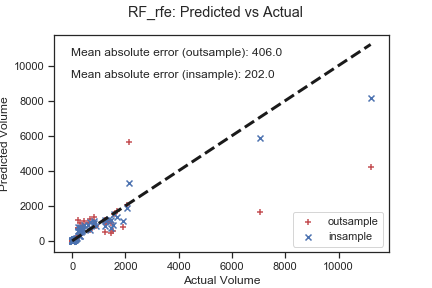 RF_rfe: Predicted vs Actual
Mean absolute error (outsample): 406.0
Mean absolute error (insample): 202.0
Predicted Volume
10000
8000
6000
4000
2000
0
outsample
insample
0
2000
4000
6000
8000
10000
Actual Volume